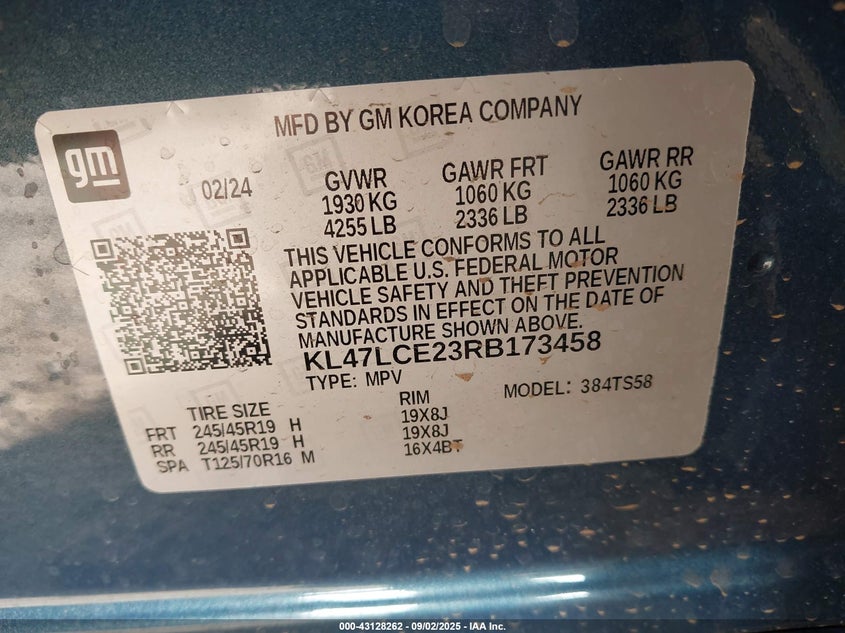 MFD BY GM KOREA COMPANY
gm
02/24
GVWR
1930 KG
4255 LB
GAWR FRT
1060 KG
2336 LB
GAWR RR
1060 KG
2336 LB
THIS VEHICLE CONFORMS TO ALL
APPLICABLE U.S. FEDERAL MOTOR
VEHICLE SAFETY AND THEFT PREVENTION
STANDARDS IN EFFECT ON THE DATE OF
MANUFACTURE SHOWN ABOVE.
KL47LCE23RB173458
TYPE: MPV
MODEL: 384TS58
TIRE SIZE RIM
FRT 245/45R19 H 19X8J
RR 245/45R19 H 19X8J
SPA T125/70R16 M 16X4BT
000-43128262 - 09/02/2025 - IAA Inc.